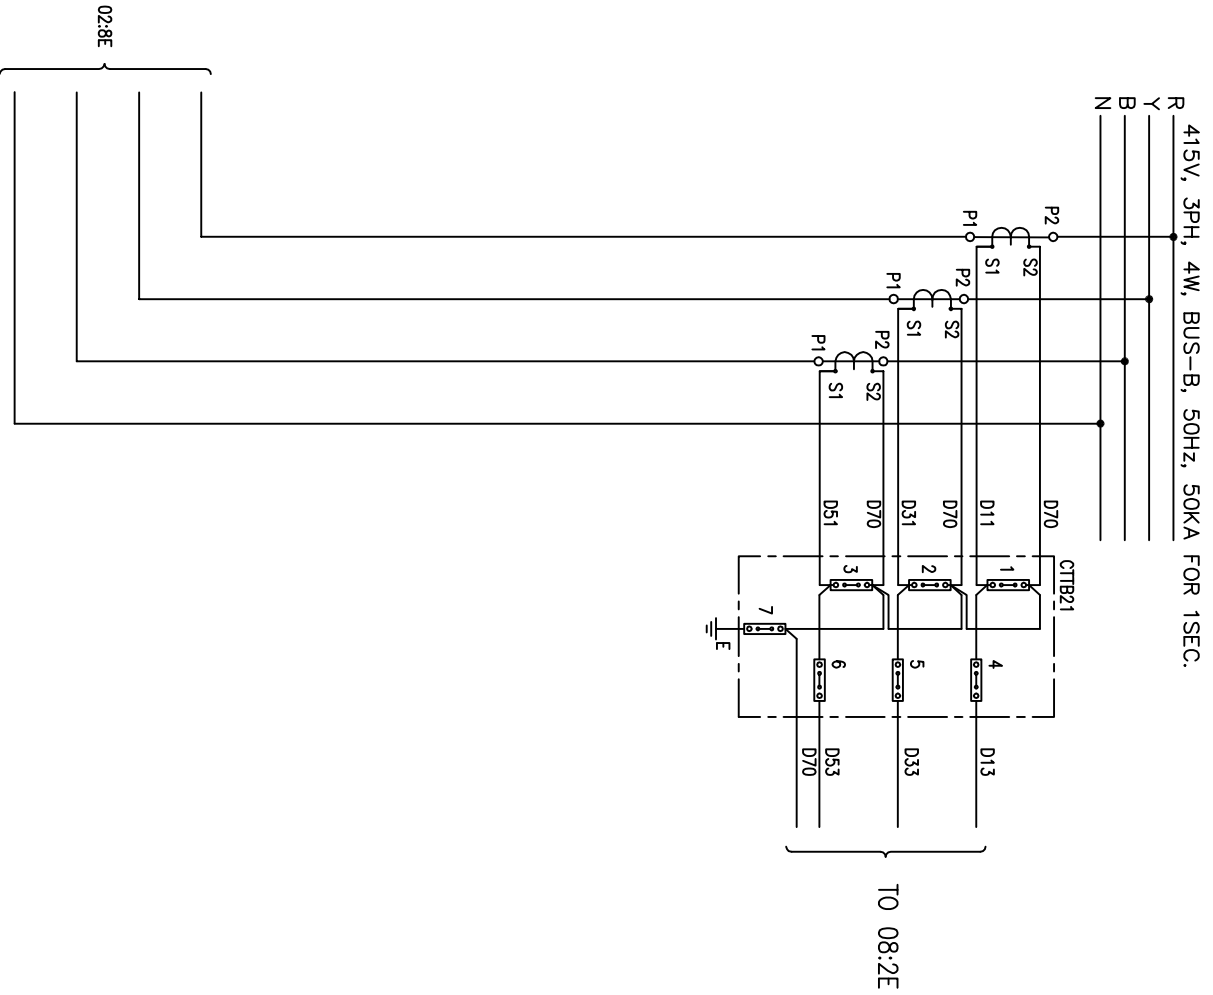 415V, 3PH, 4W, BUS-B, 50Hz, 50KA FOR 1SEC.
R
Y
B
N
P2
S2
S1
P1
P2
S2
S1
P1
P2
S2
S1
P1
D70
D11
D70
D31
D70
D51
CTTB21
1
2
3
4
5
6
7
E
D13
D33
D53
D70
TO 08:2E
02:8E